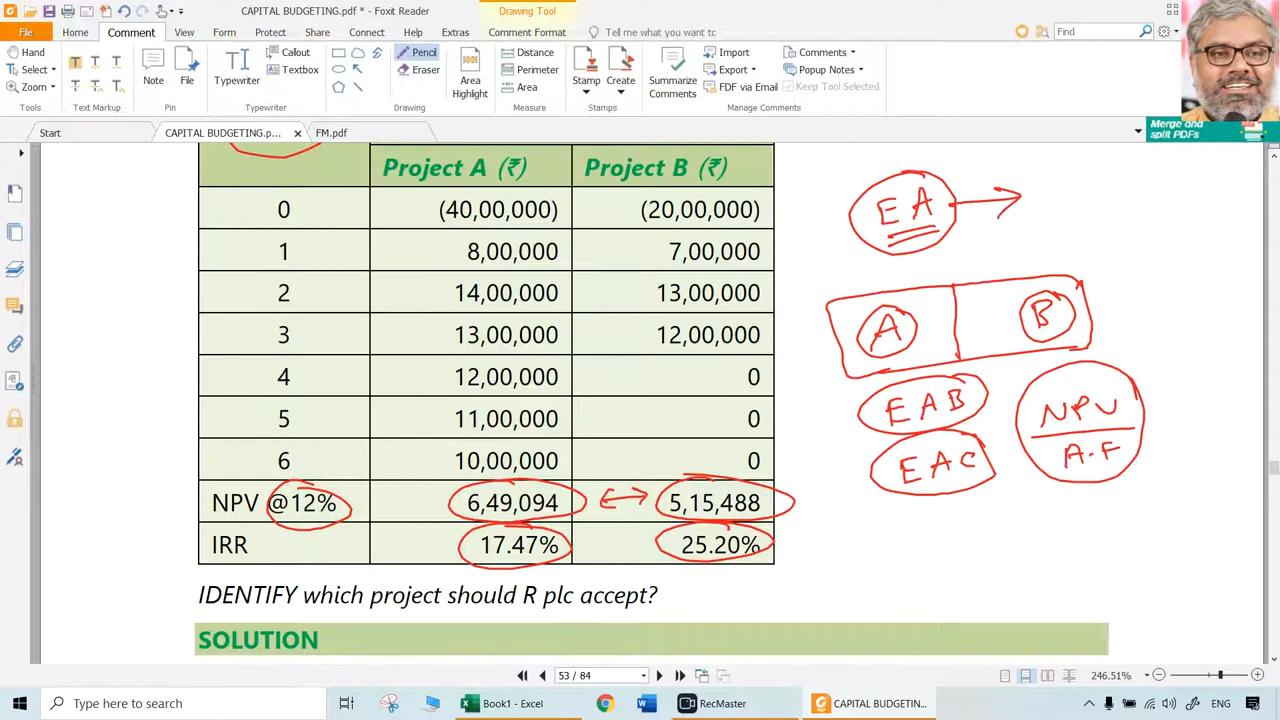 CAPITAL BUDGETING.pdf * - Foxit Reader
Drawing Tool
File Home Comment View Form Protect Share Connect Help Extras Comment Format Tell me what you want tc Find
Hand
Select
Zoom
Tools
Text Markup
Note
File
Pin
Typewriter
Callout
Textbox
Typewriter
Pencil
Eraser
Drawing
Area Highlight
Distance
Perimeter
Area
Measure
Stamp
Create
Stamps
Summarize Comments
Import
Export
FDF via Email
Comments
Popup Notes
Keep Tool Selected
Manage Comments
Start CAPITAL BUDGETING.p... FM.pdf
Merge and
split PDFs
Project A (₹) Project B (₹)
0 (40,00,000) (20,00,000)
1 8,00,000 7,00,000
2 14,00,000 13,00,000
3 13,00,000 12,00,000
4 12,00,000 0
5 11,00,000 0
6 10,00,000 0
NPV @12% 6,49,094 5,15,488
IRR 17.47% 25.20%
EA
A B
EAB
EAC
NPV
A.F
IDENTIFY which project should R plc accept?
SOLUTION
53 / 84
246.51%
Type here to search
Book1 - Excel
RecMaster
CAPITAL BUDGETIN...
ENG